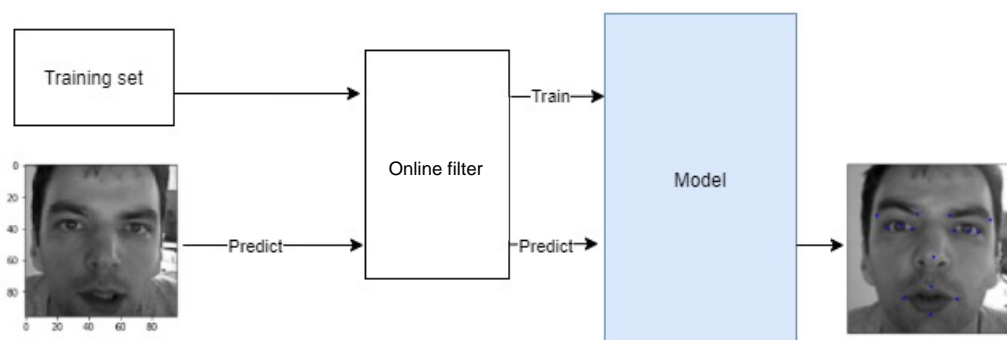 Training set
Online filter
Train
Model
Predict
Predict
0
20
40
60
80
0 20 40 60 80